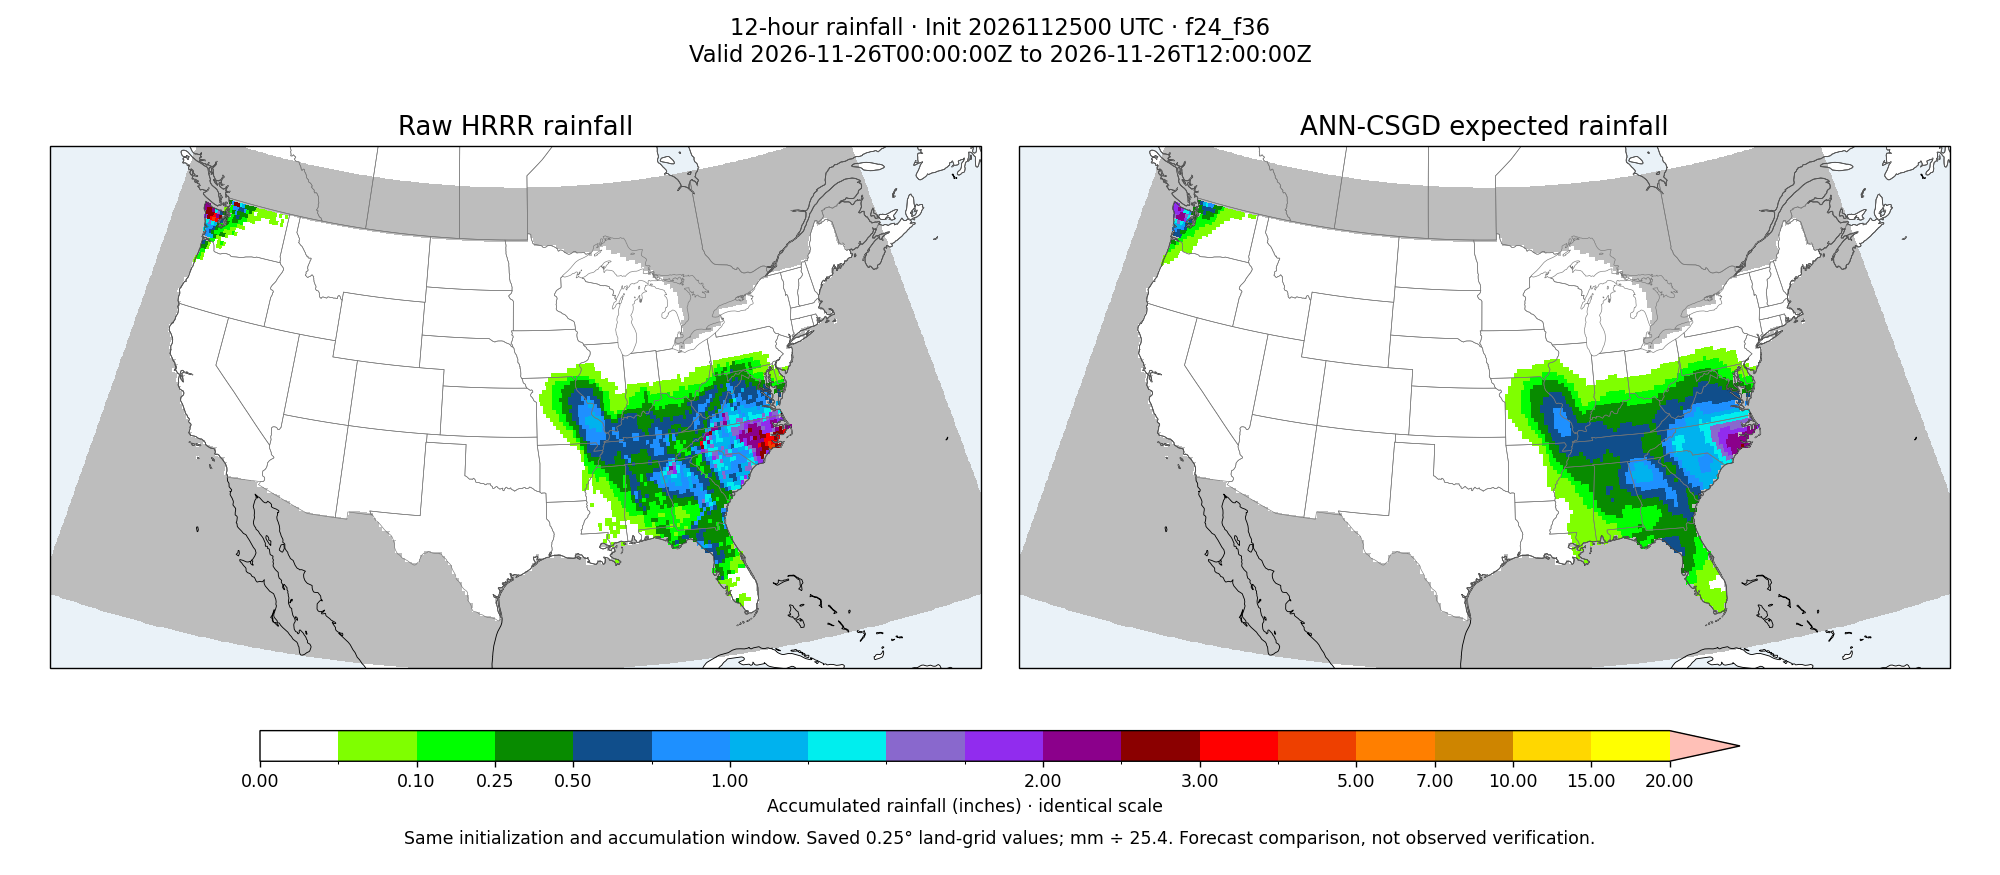 12-hour rainfall · Init 2026112500 UTC · f24_f36
Valid 2026-11-26T00:00:00Z to 2026-11-26T12:00:00Z
Raw HRRR rainfall
ANN-CSGD expected rainfall
0.00 0.10 0.25 0.50 1.00 2.00 3.00 5.00 7.00 10.00 15.00 20.00
Accumulated rainfall (inches) · identical scale
Same initialization and accumulation window. Saved 0.25° land-grid values; mm ÷ 25.4. Forecast comparison, not observed verification.